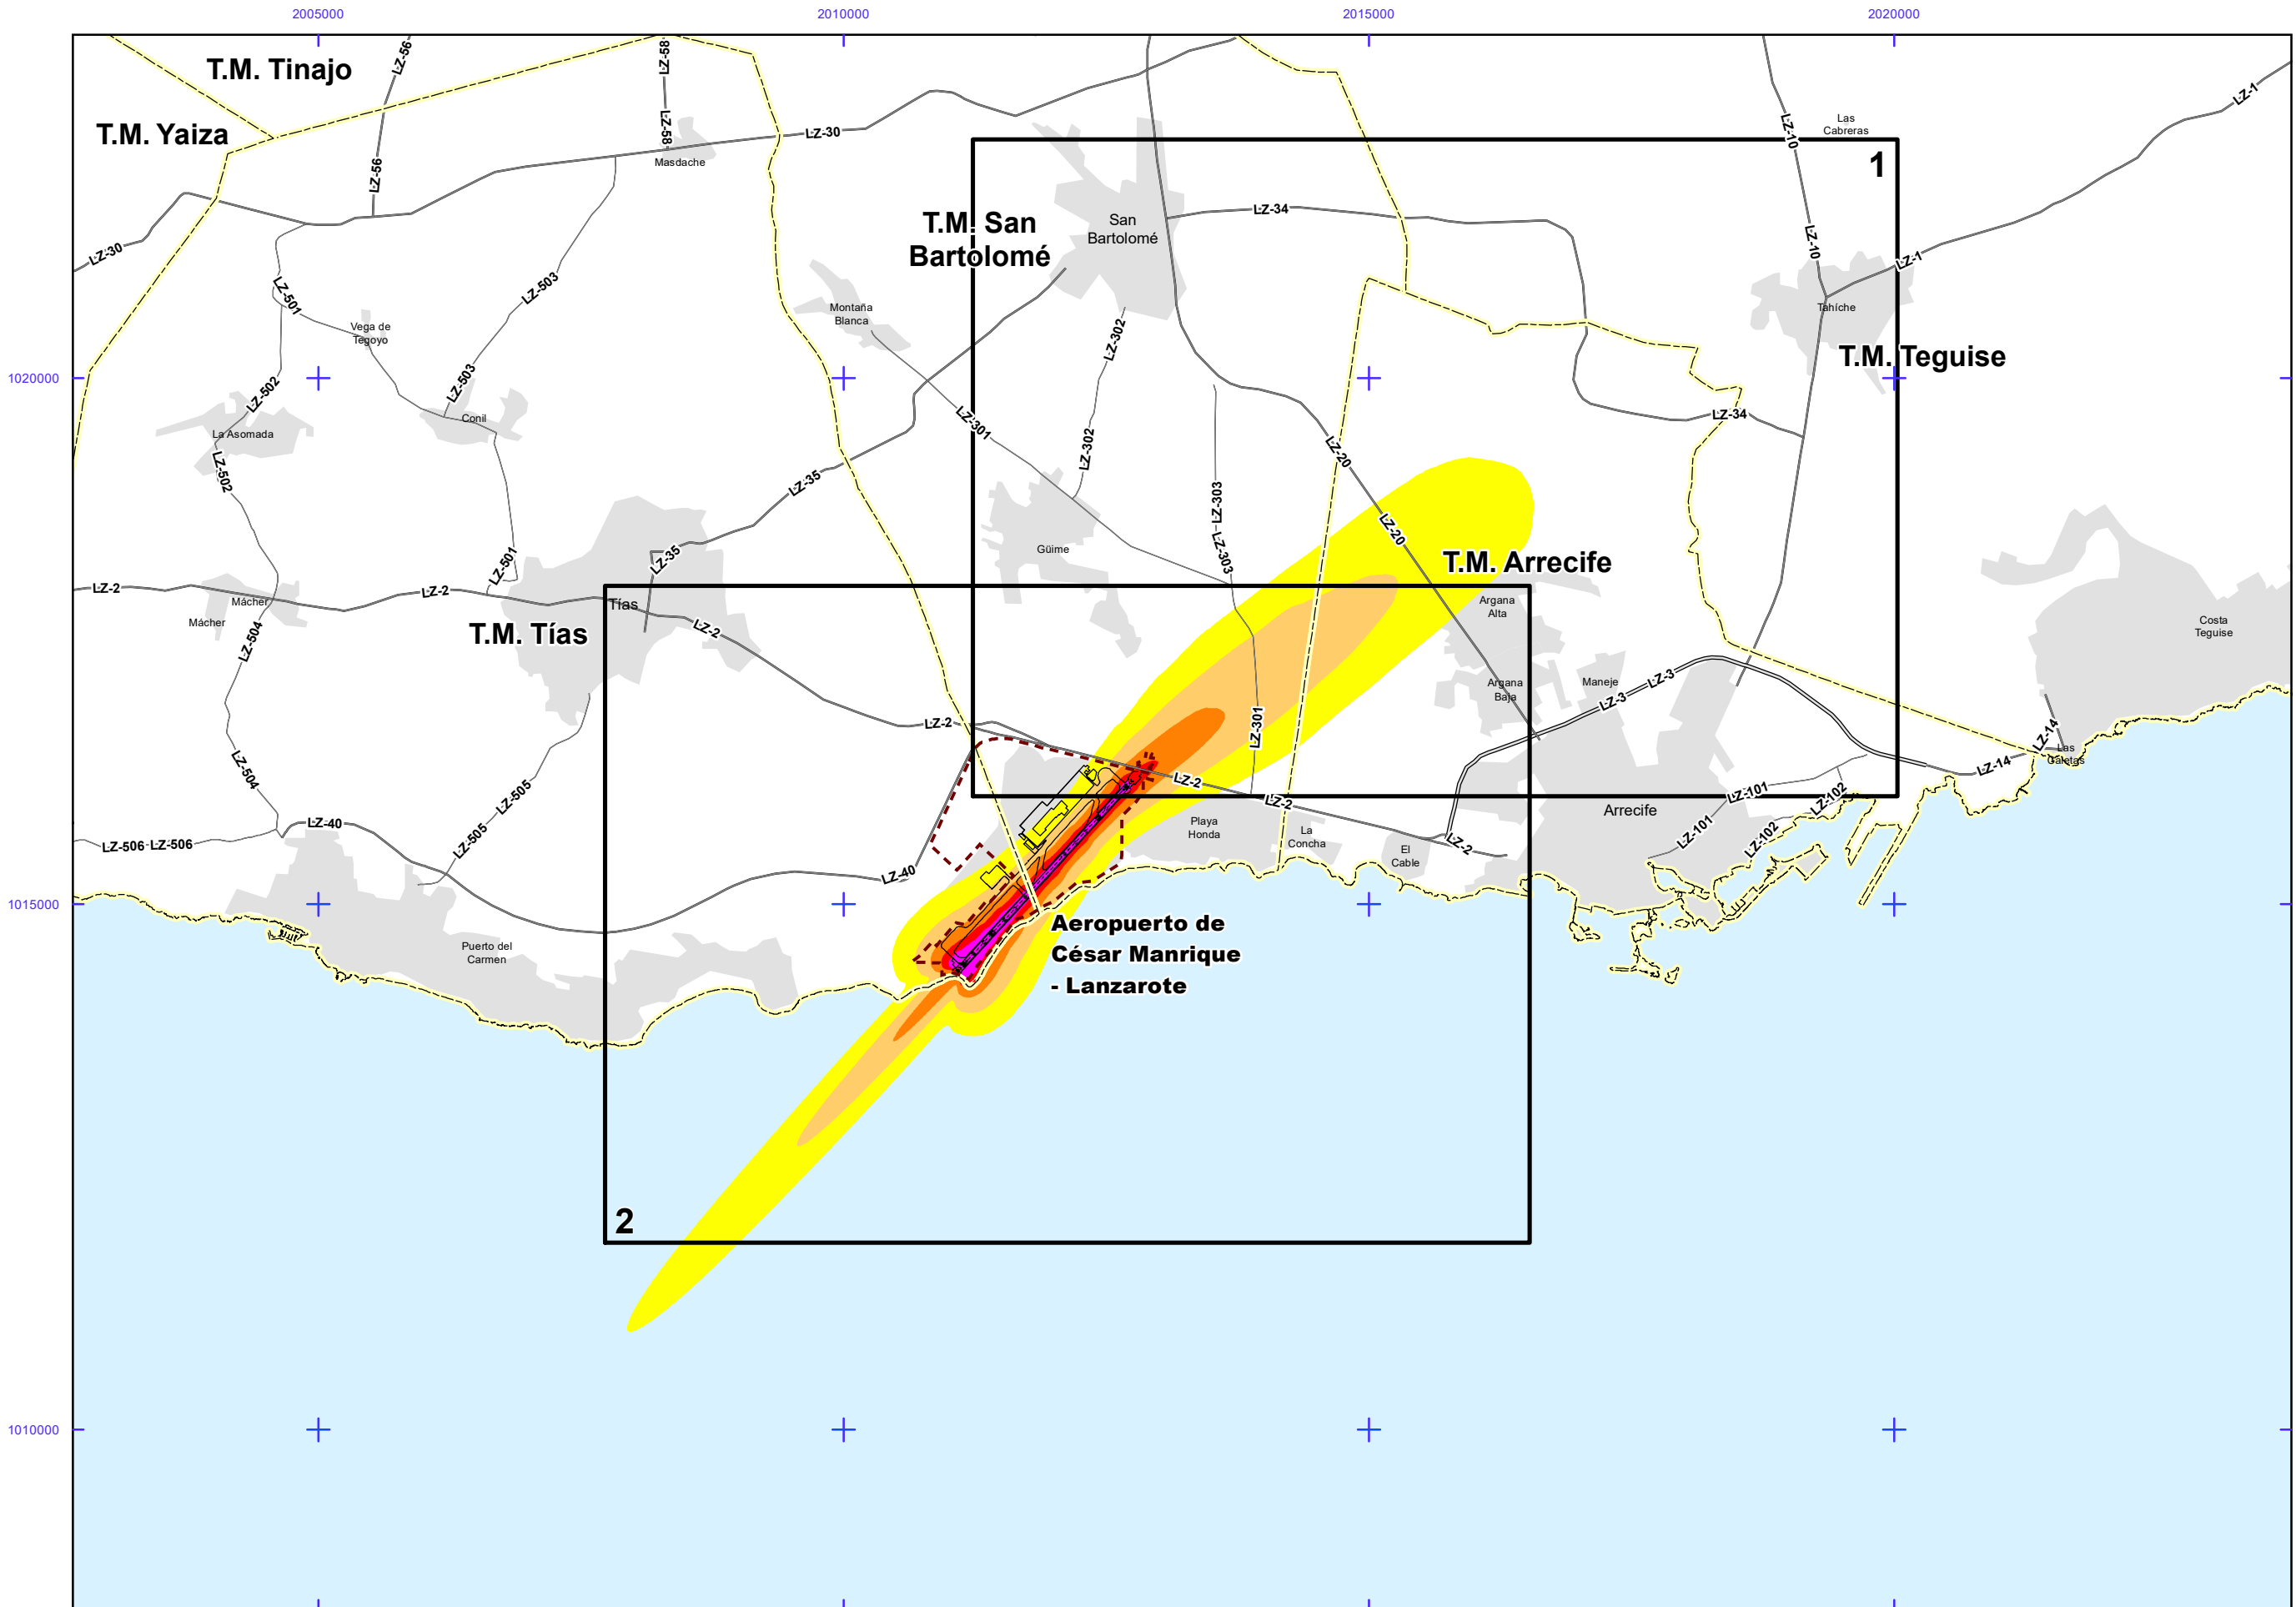 2005000
2010000
2015000
2020000
T.M. Tinajo
LZ-56
LZ-58
LZ-1
T.M. Yaiza
LZ-58
LZ-30
LZ-10
Las
Cabreras
Masdache
1
LZ-56
LZ-34
T.M. San
Bartolomé
San
Bartolomé
LZ-30
LZ-10
LZ-1
LZ-501
LZ-503
Montaña
Blanca
Tahíche
Vega de
Tegoyo
LZ-302
T.M. Teguise
1020000
LZ-502
LZ-503
Conil
LZ-301
LZ-34
La Asomada
LZ-302
LZ-20
LZ-502
LZ-35
LZ-303
LZ-20
LZ-35
Güime
LZ-303
T.M. Arrecife
LZ-501
LZ-2
LZ-2
Mácher
Tías
Argana
Alta
Mácher
LZ-504
T.M. Tías
LZ-2
Costa
Teguise
Argana
Baja
Maneje
LZ-3
LZ-3
LZ-2
LZ-301
LZ-14
Las
Caletas
LZ-504
LZ-2
LZ-14
LZ-505
LZ-2
LZ-101
LZ-102
Arrecife
LZ-40
Playa
Honda
La
Concha
LZ-101
LZ-102
LZ-506
LZ-506
LZ-505
El
Cable
LZ-2
LZ-40
1015000
Aeropuerto de
César Manrique
- Lanzarote
Puerto del
Carmen
2
1010000